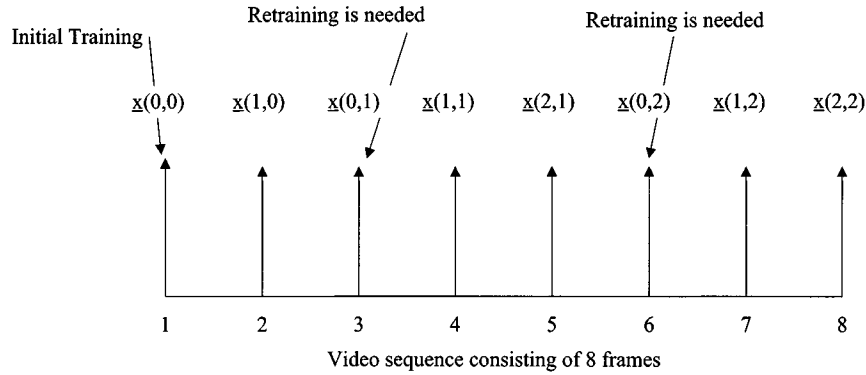 Initial Training
Retraining is needed
Retraining is needed
x(0,0) x(1,0) x(0,1) x(1,1) x(2,1) x(0,2) x(1,2) x(2,2)
1 2 3 4 5 6 7 8
Video sequence consisting of 8 frames